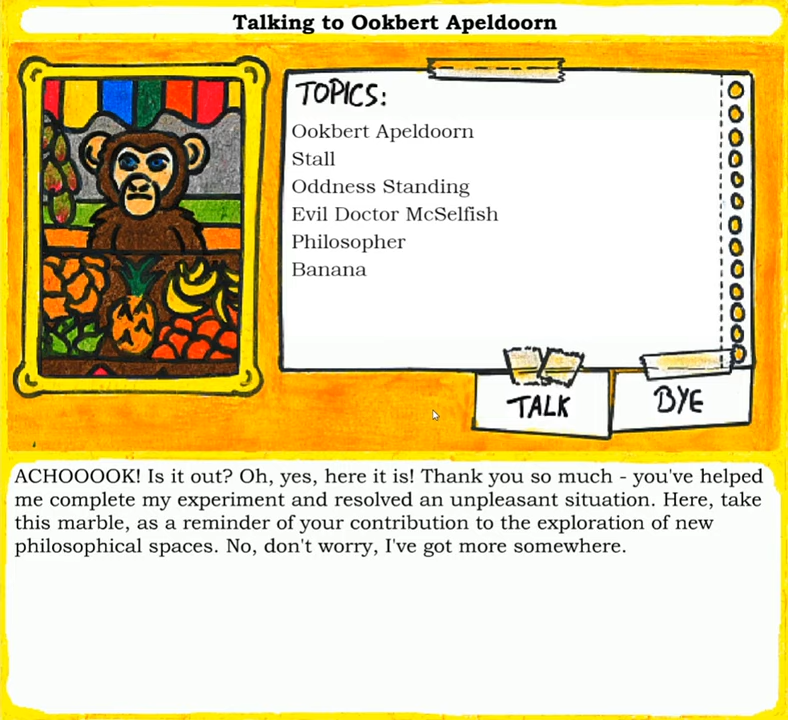 Talking to Ookbert Apeldoorn
TOPICS:
Ookbert Apeldoorn
Stall
Oddness Standing
Evil Doctor McSelfish
Philosopher
Banana
TALK
BYE
ACHOOOOK! Is it out? Oh, yes, here it is! Thank you so much - you've helped
me complete my experiment and resolved an unpleasant situation. Here, take
this marble, as a reminder of your contribution to the exploration of new
philosophical spaces. No, don't worry, I've got more somewhere.